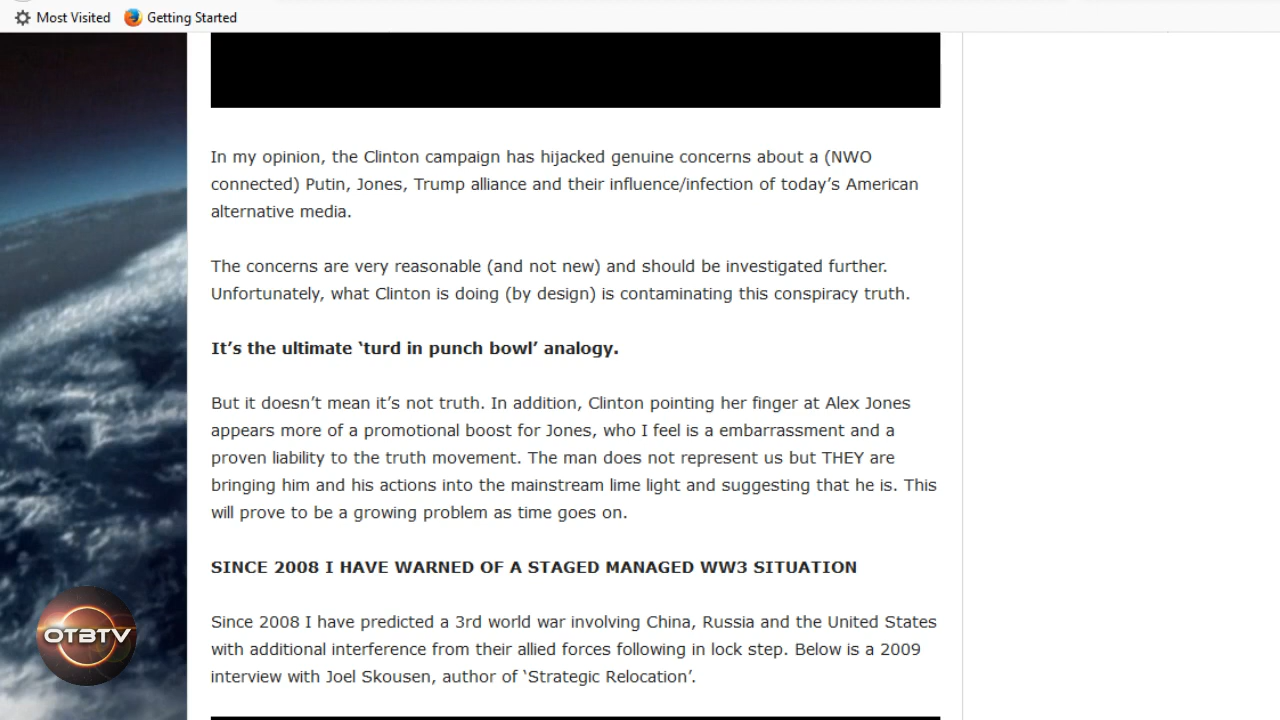 Most Visited Getting Started
In my opinion, the Clinton campaign has hijacked genuine concerns about a (NWO
connected) Putin, Jones, Trump alliance and their influence/infection of today’s American
alternative media.
The concerns are very reasonable (and not new) and should be investigated further.
Unfortunately, what Clinton is doing (by design) is contaminating this conspiracy truth.
It’s the ultimate ‘turd in punch bowl’ analogy.
But it doesn’t mean it’s not truth. In addition, Clinton pointing her finger at Alex Jones
appears more of a promotional boost for Jones, who I feel is a embarrassment and a
proven liability to the truth movement. The man does not represent us but THEY are
bringing him and his actions into the mainstream lime light and suggesting that he is. This
will prove to be a growing problem as time goes on.
SINCE 2008 I HAVE WARNED OF A STAGED MANAGED WW3 SITUATION
Since 2008 I have predicted a 3rd world war involving China, Russia and the United States
with additional interference from their allied forces following in lock step. Below is a 2009
interview with Joel Skousen, author of ‘Strategic Relocation’.
OTBTV